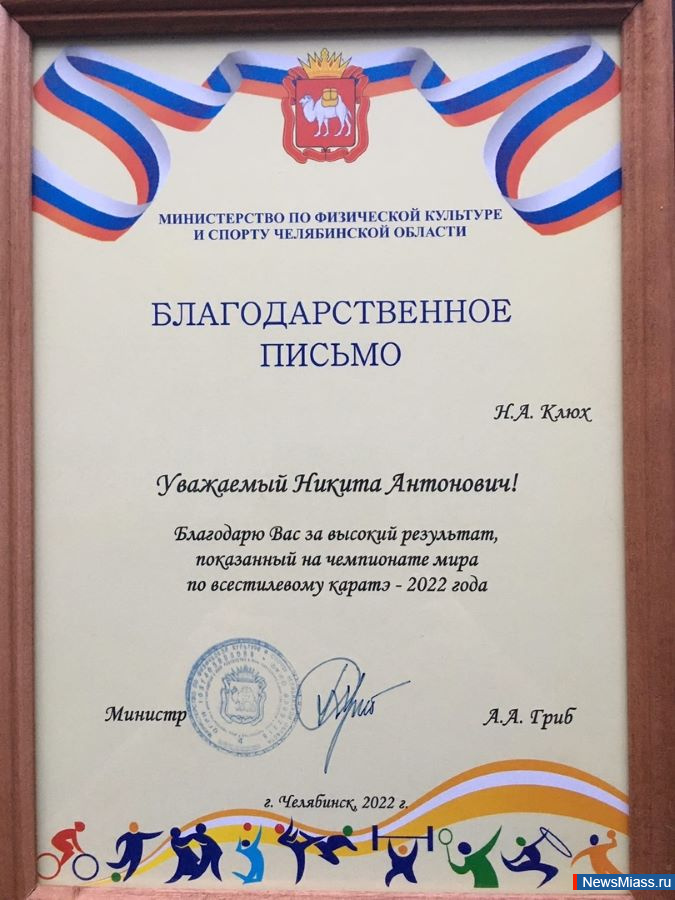 МИНИСТЕРСТВО ПО ФИЗИЧЕСКОЙ КУЛЬТУРЕ
И СПОРТУ ЧЕЛЯБИНСКОЙ ОБЛАСТИ
БЛАГОДАРСТВЕННОЕ
ПИСЬМО
Н.А. Клюх
Уважаемый Никита Антонович!
Благодарю Вас за высокий результат,
показанный на чемпионате мира
по всестилевому каратэ - 2022 года
Министр
А.А. Гриб
г. Челябинск, 2022 г.
NewsMiass.ru